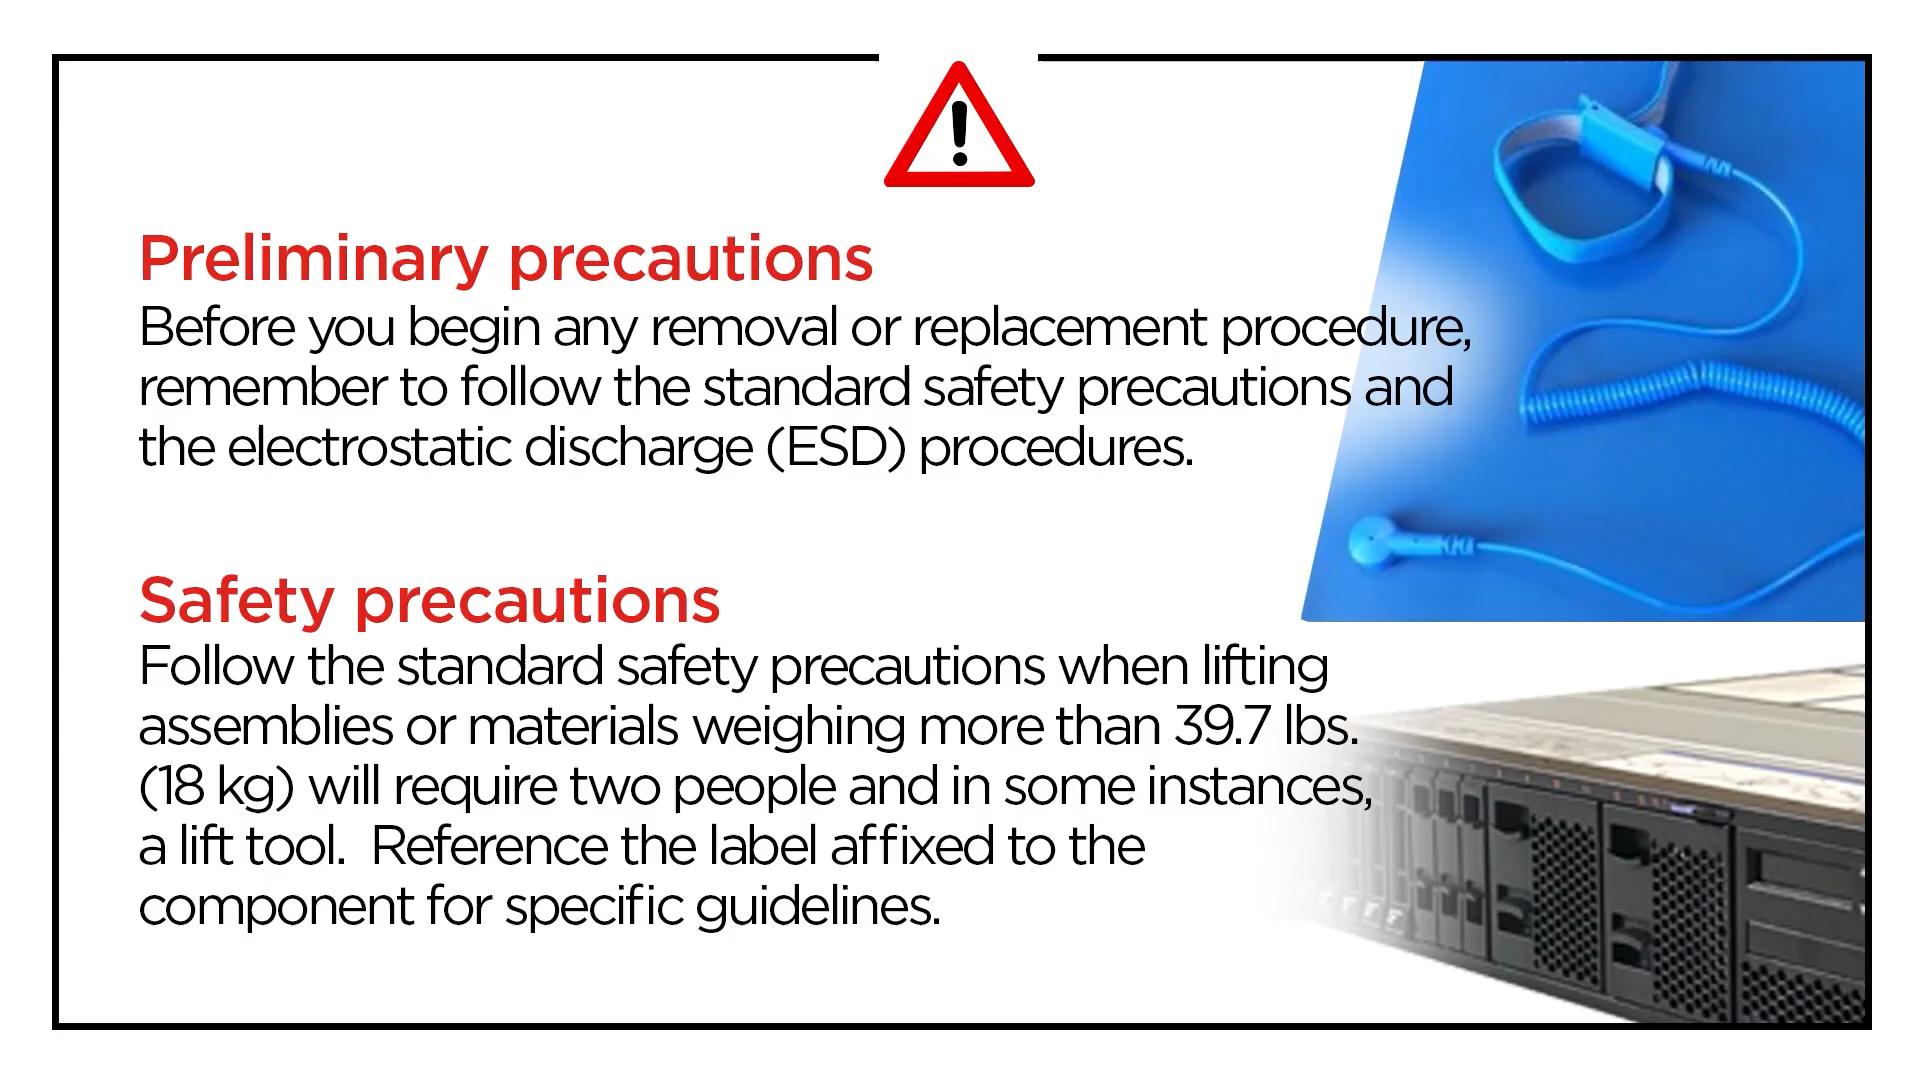 Preliminary precautions
Before you begin any removal or replacement procedure,
remember to follow the standard safety precautions and
the electrostatic discharge (ESD) procedures.
Safety precautions
Follow the standard safety precautions when lifting
assemblies or materials weighing more than 39.7 lbs.
(18 kg) will require two people and in some instances,
a lift tool.  Reference the label affixed to the
component for specific guidelines.